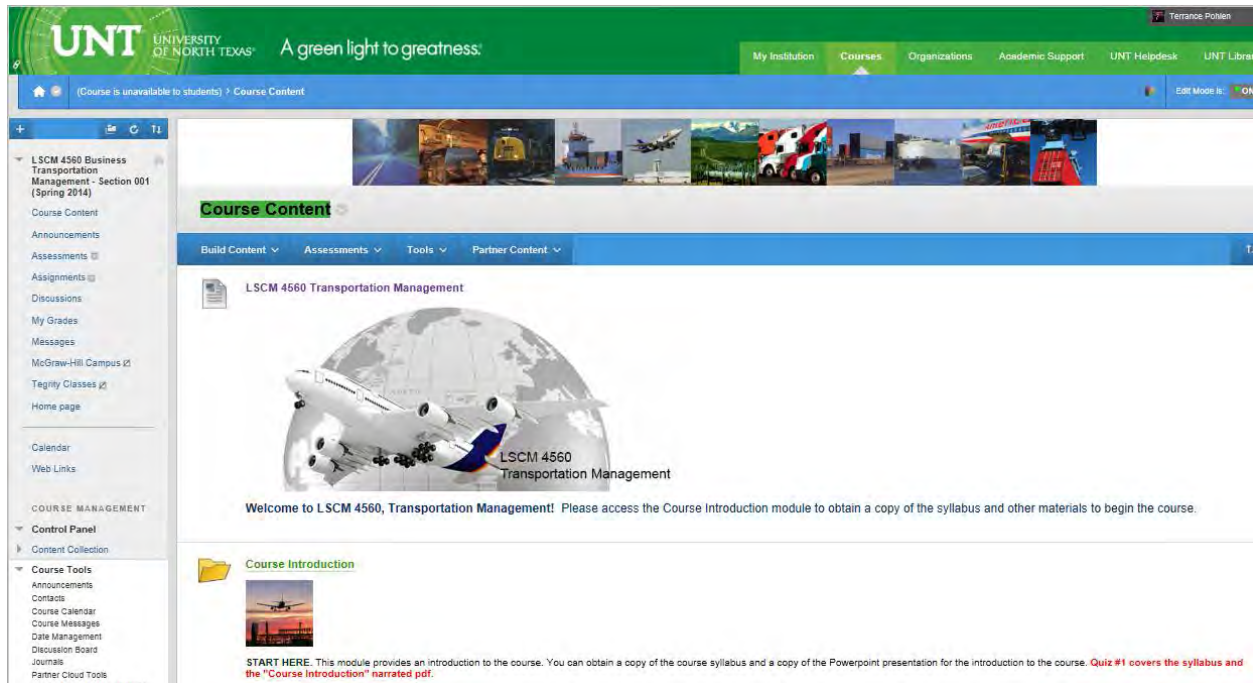 Terrance Pohlen
UNT UNIVERSITY OF NORTH TEXAS
A green light to greatness.
My Institution Courses Organizations Academic Support UNT Helpdesk UNT Librar
(Course is unavailable to students) > Course Content
Edit Mode is: ON
LSCM 4560 Business
Transportation
Management - Section 001
(Spring 2014)
Course Content
Announcements
Assessments
Assignments
Discussions
My Grades
Messages
McGraw-Hill Campus
Tegrity Classes
Home page
Calendar
Web Links
COURSE MANAGEMENT
Control Panel
Content Collection
Course Tools
Announcements
Contacts
Course Calendar
Course Messages
Date Management
Discussion Board
Journals
Partner Cloud Tools
Course Content
Build Content Assessments Tools Partner Content
LSCM 4560 Transportation Management
LSCM 4560
Transportation Management
Welcome to LSCM 4560, Transportation Management! Please access the Course Introduction module to obtain a copy of the syllabus and other materials to begin the course.
Course Introduction
START HERE. This module provides an introduction to the course. You can obtain a copy of the course syllabus and a copy of the Powerpoint presentation for the introduction to the course. Quiz #1 covers the syllabus and
the "Course Introduction" narrated pdf.